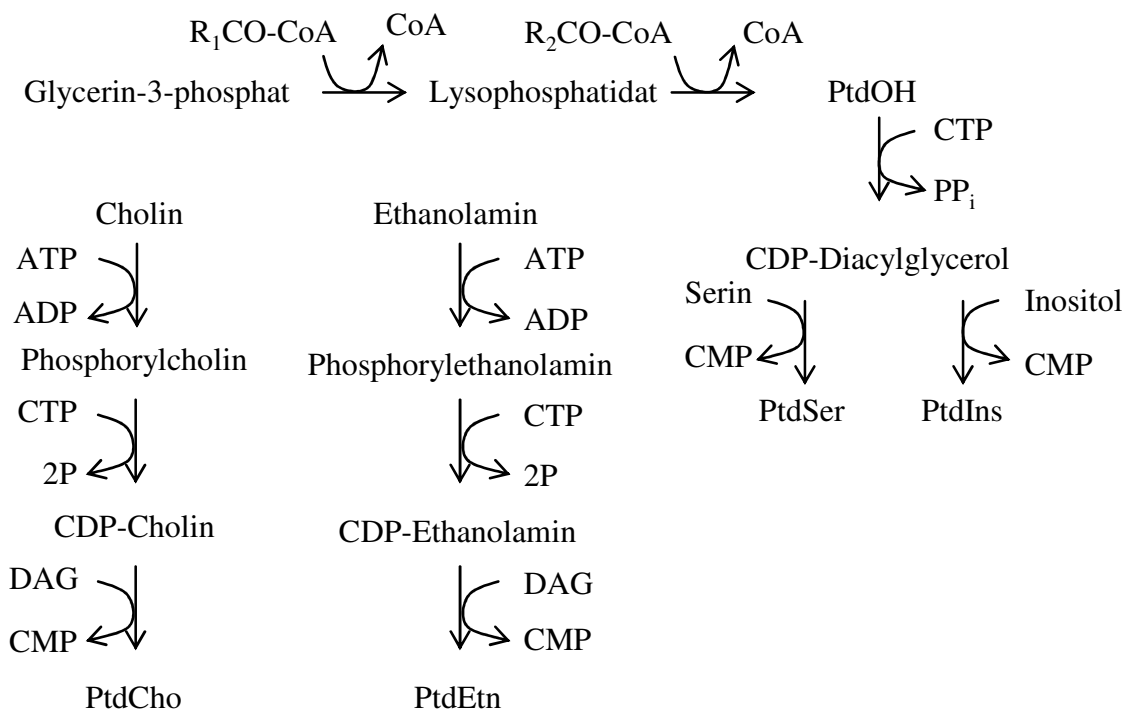 R₁CO-CoA CoA R₂CO-CoA CoA
Glycerin-3-phosphat Lysophosphatidat PtdOH
CTP
PPᵢ
Cholin Ethanolamin
ATP ATP CDP-Diacylglycerol
Serin Inositol
ADP ADP
Phosphorylcholin Phosphorylethanolamin CMP CMP
CTP CTP PtdSer PtdIns
2P 2P
CDP-Cholin CDP-Ethanolamin
DAG DAG
CMP CMP
PtdCho PtdEtn